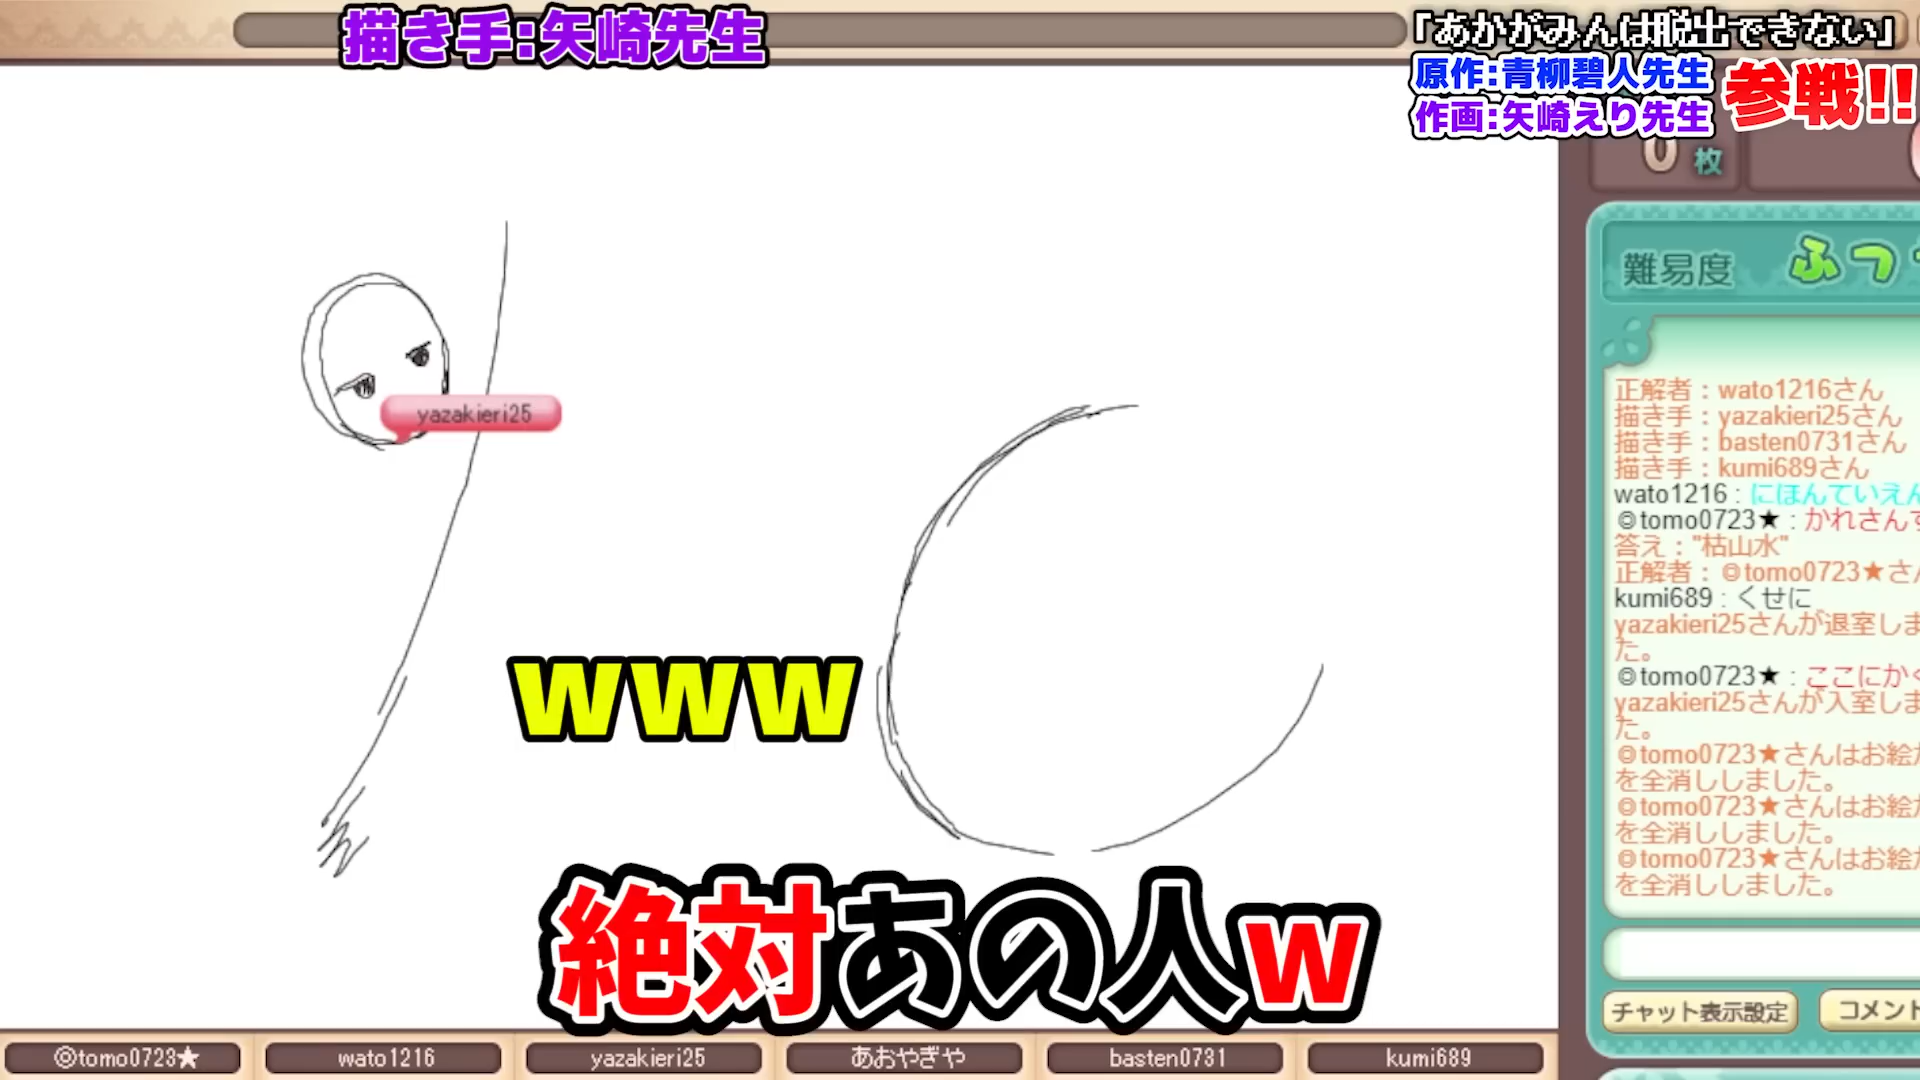 描き手:矢崎先生
「あかがみんは脱出できない」
原作:青柳碧人先生
作画:矢崎えり先生
参戦!!
0枚
難易度 ふつ
yazakieri25
正解者：wato1216さん
描き手：yazakieri25さん
描き手：basten0731さん
描き手：kumi689さん
wato1216：にほんていえん
◎tomo0723★：かれさんす
答え："枯山水"
正解者：◎tomo0723★さん
kumi689：くせに
yazakieri25さんが退室しま
た。
◎tomo0723★：ここにかく
yazakieri25さんが入室しま
た。
◎tomo0723★さんはお絵か
を全消ししました。
◎tomo0723★さんはお絵か
を全消ししました。
◎tomo0723★さんはお絵か
を全消ししました。
www
絶対あの人w
チャット表示設定
コメント
◎tomo0723★
wato1216
yazakieri25
あおやぎや
basten0731
kumi689